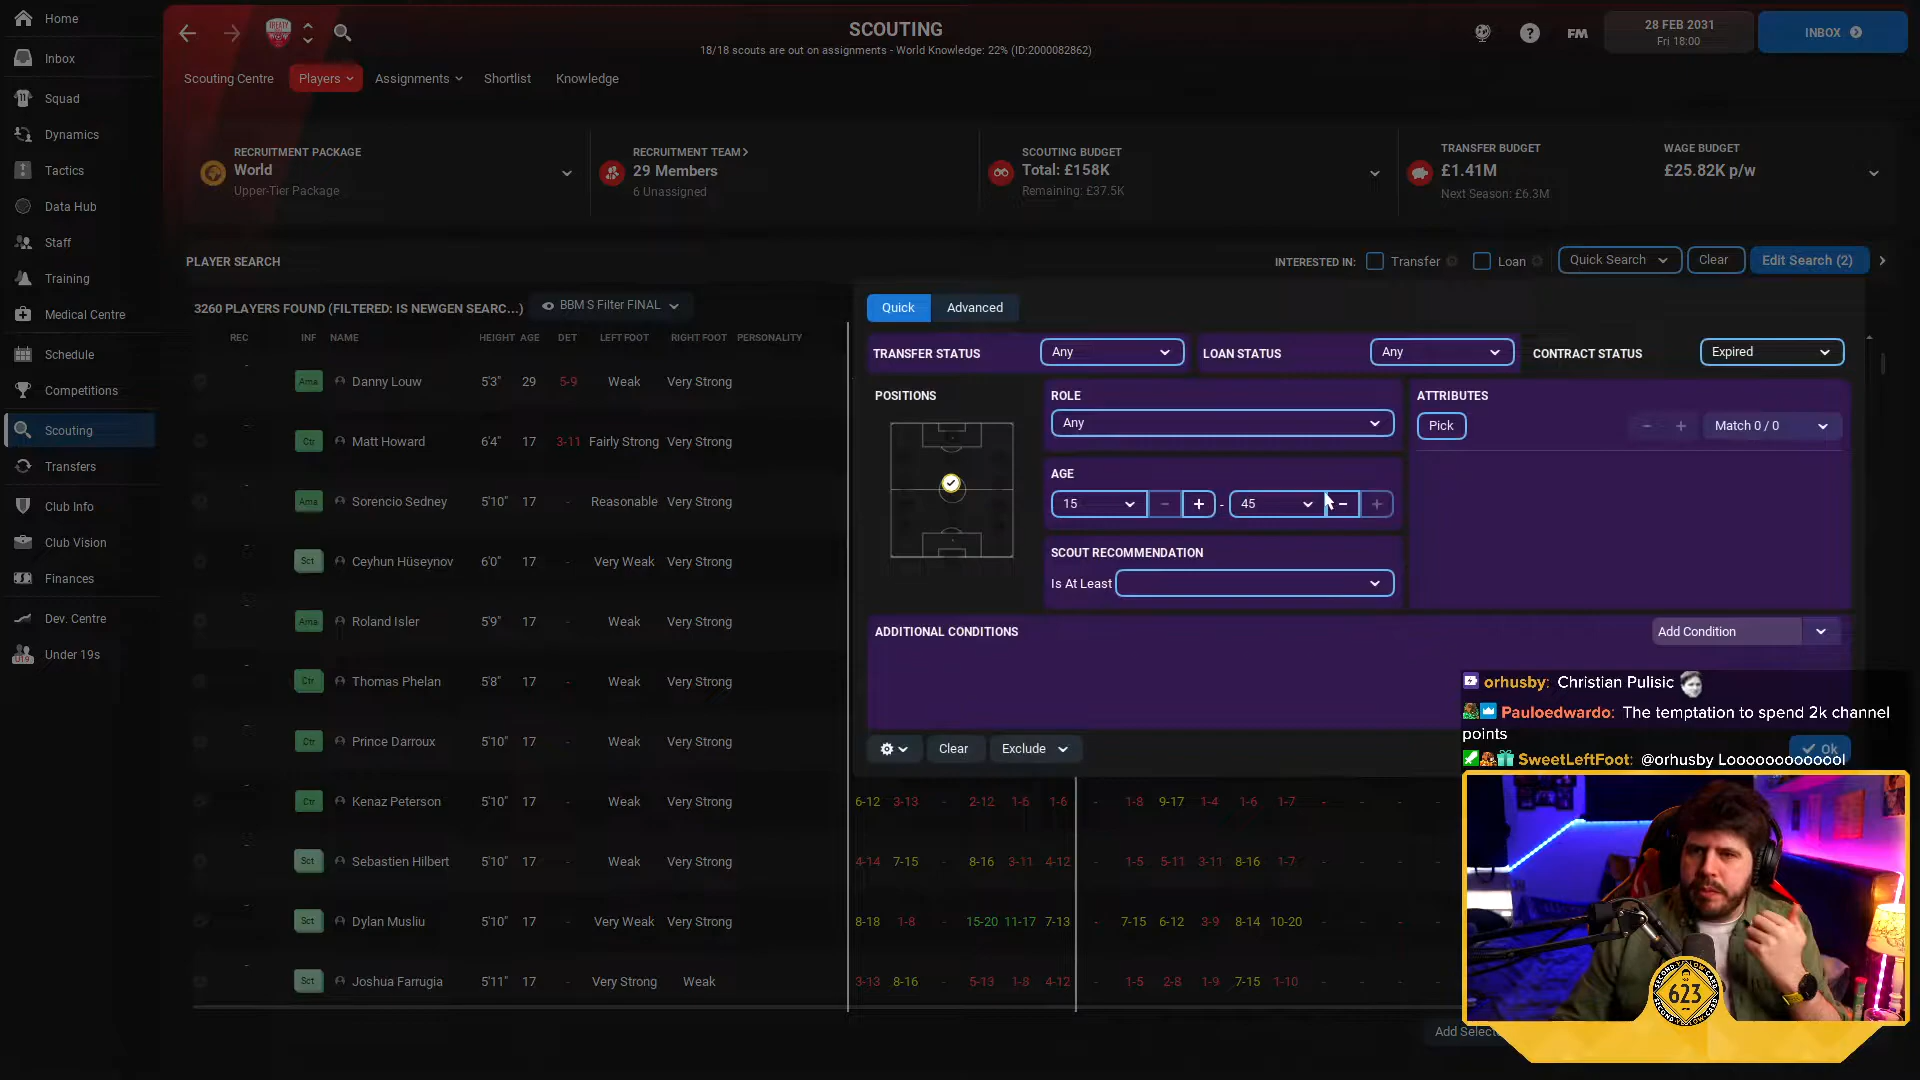 Home
Inbox
Squad
Dynamics
Tactics
Data Hub
Staff
Training
Medical Centre
Schedule
Competitions
Scouting
Transfers
Club Info
Club Vision
Finances
Dev. Centre
Under 19s
SCOUTING
18/18 scouts are out on assignments - World Knowledge: 22% (ID:2000082862)
FM
28 FEB 2031
Fri 18:00
INBOX
Scouting Centre Players Assignments Shortlist Knowledge
RECRUITMENT PACKAGE
World
Upper-Tier Package
RECRUITMENT TEAM
29 Members
6 Unassigned
SCOUTING BUDGET
Total: £158K
Remaining: £37.5K
TRANSFER BUDGET
£1.41M
Next Season: £6.3M
WAGE BUDGET
£25.82K p/w
PLAYER SEARCH
INTERESTED IN: Transfer Loan Quick Search Clear Edit Search (2)
3260 PLAYERS FOUND (FILTERED: IS NEWGEN SEARC...) BBM S Filter FINAL
REC INF NAME HEIGHT AGE DET LEFT FOOT RIGHT FOOT PERSONALITY
Ama Danny Louw 5'3" 29 5-9 Weak Very Strong
Ctr Matt Howard 6'4" 17 3-11 Fairly Strong Very Strong
Ama Sorencio Sedney 5'10" 17 - Reasonable Very Strong
Sct Ceyhun Hüseynov 6'0" 17 - Very Weak Very Strong
Ama Roland Isler 5'9" 17 - Weak Very Strong
Ctr Thomas Phelan 5'8" 17 - Weak Very Strong
Ctr Prince Darroux 5'10" 17 - Weak Very Strong
Ctr Kenaz Peterson 5'10" 17 - Weak Very Strong 6-12 3-13 - 2-12 1-6 1-6 - 1-8 9-17 1-4 1-6 1-7 - - - -
Sct Sebastien Hilbert 5'10" 17 - Weak Very Strong 4-14 7-15 - 8-16 3-11 4-12 - 1-5 5-11 3-11 8-16 1-7 - - - -
Sct Dylan Musliu 5'10" 17 - Very Weak Very Strong 8-18 1-8 - 15-20 11-17 7-13 - 7-15 6-12 3-9 8-14 10-20 - - - -
Sct Joshua Farrugia 5'11" 17 - Very Strong Weak 3-13 8-16 - 5-13 1-8 4-12 - 1-5 2-8 1-9 7-15 1-10 - - - -
Quick Advanced
TRANSFER STATUS Any LOAN STATUS Any CONTRACT STATUS Expired
POSITIONS
ROLE
Any
AGE
15 - + - 45 - +
SCOUT RECOMMENDATION
Is At Least
ATTRIBUTES
Pick - + Match 0 / 0
ADDITIONAL CONDITIONS
Add Condition
Clear Exclude
Ok
orhusby: Christian Pulisic
Pauloedwardo: The temptation to spend 2k channel
points
SweetLeftFoot: @orhusby Looooooooooool
623
SECOND YELLOW CARD
Add Select